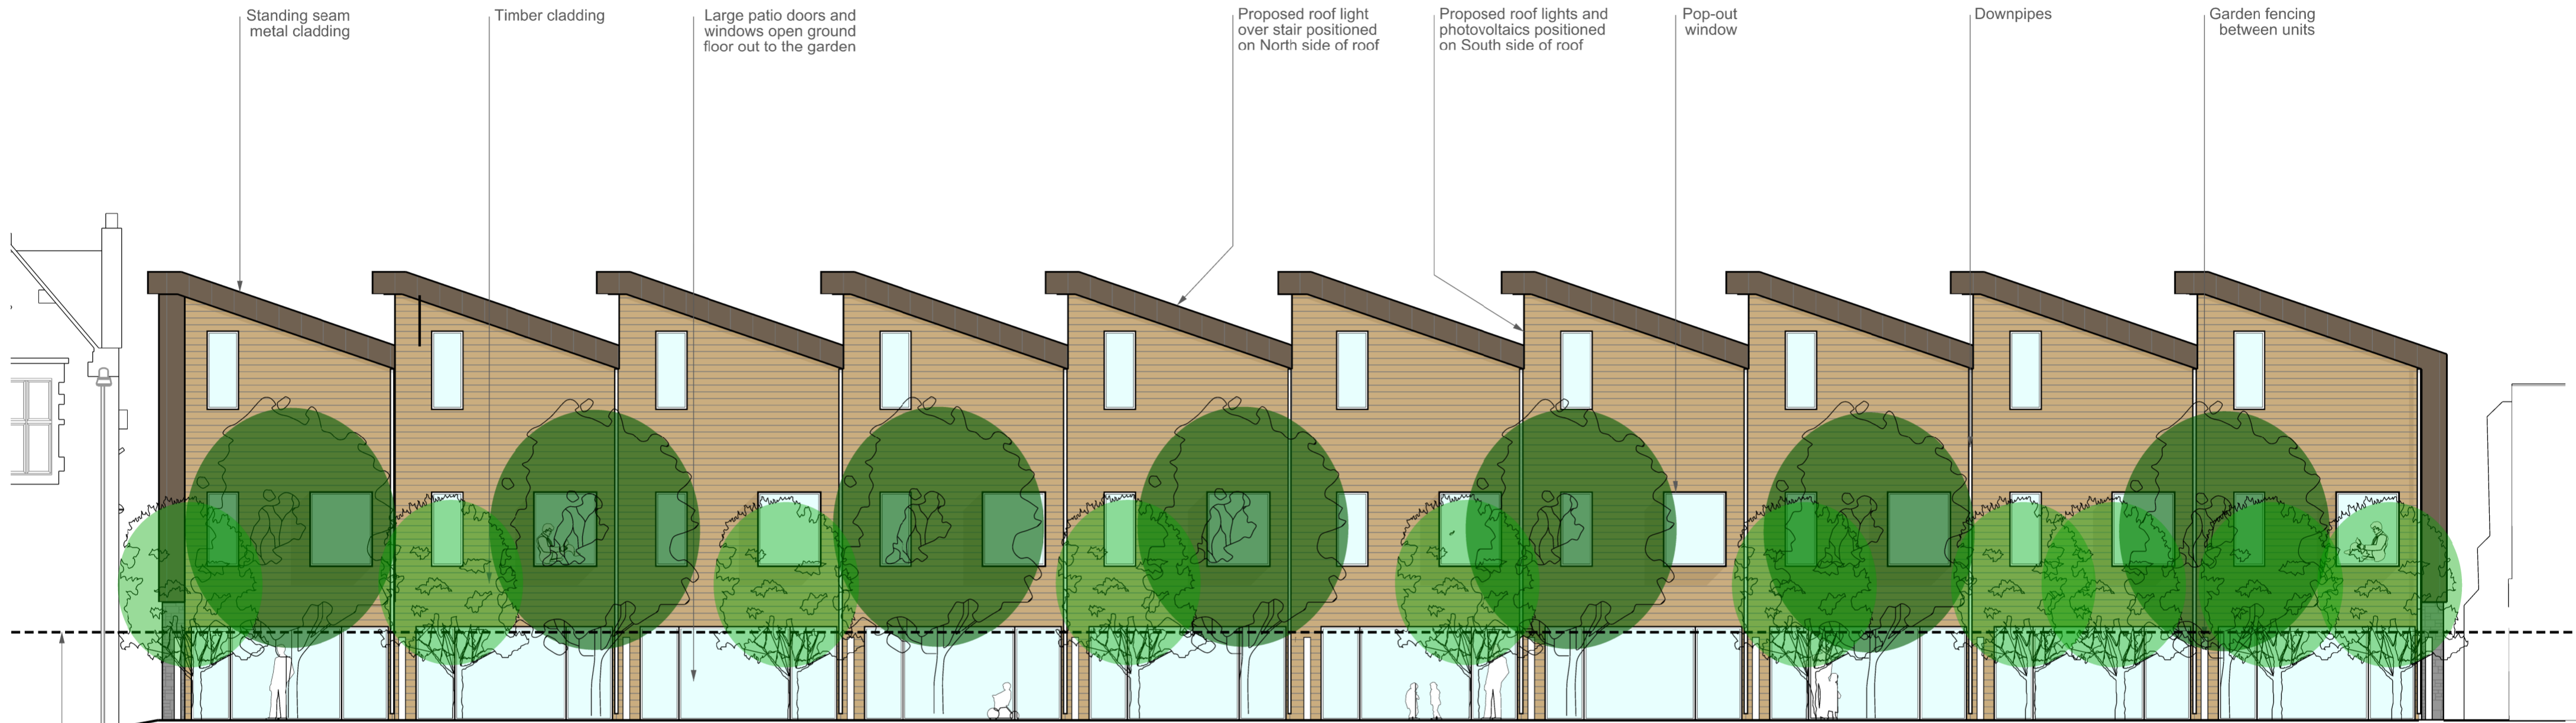 Standing seam
metal cladding
Timber cladding
Large patio doors and
windows open ground
floor out to the garden
Proposed roof light
over stair positioned
on North side of roof
Proposed roof lights and
photovoltaics positioned
on South side of roof
Pop-out
window
Downpipes
Garden fencing
between units